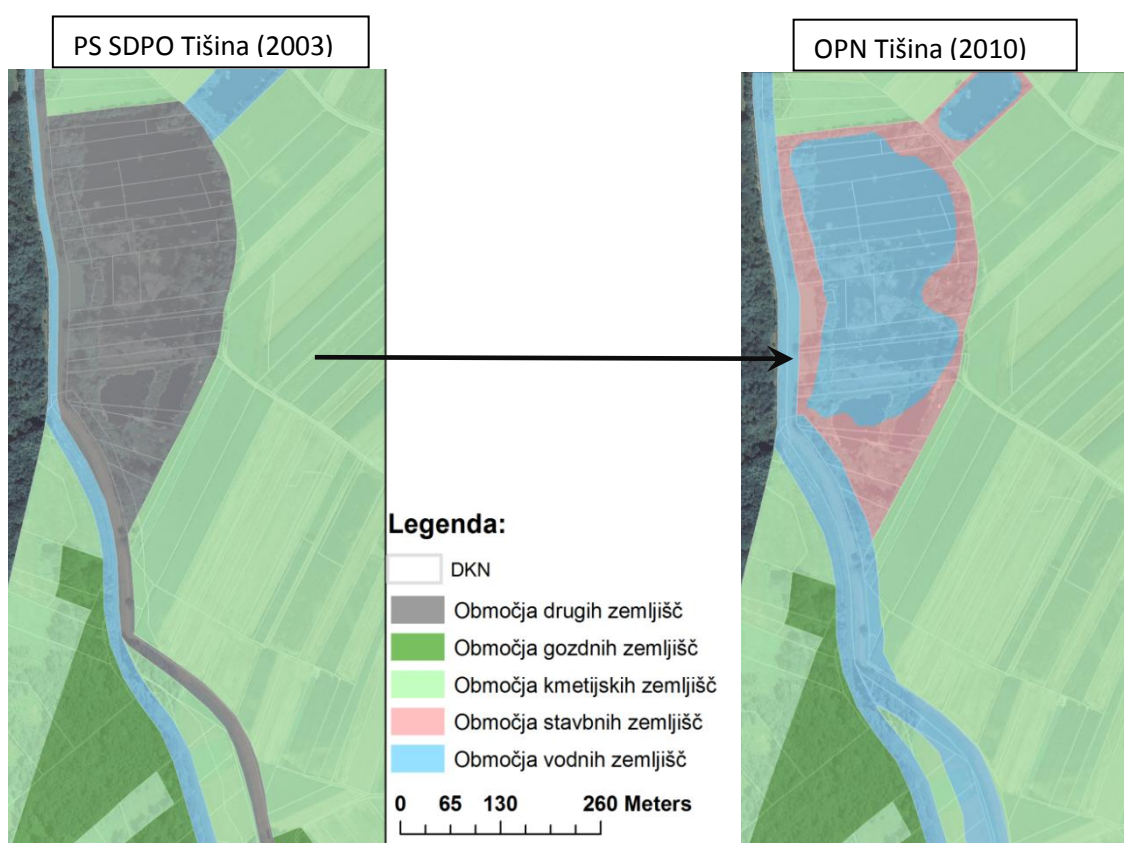 PS SDPO Tišina (2003)
OPN Tišina (2010)
Legenda:
DKN
Območja drugih zemljišč
Območja gozdnih zemljišč
Območja kmetijskih zemljišč
Območja stavbnih zemljišč
Območja vodnih zemljišč
0 65 130 260 Meters